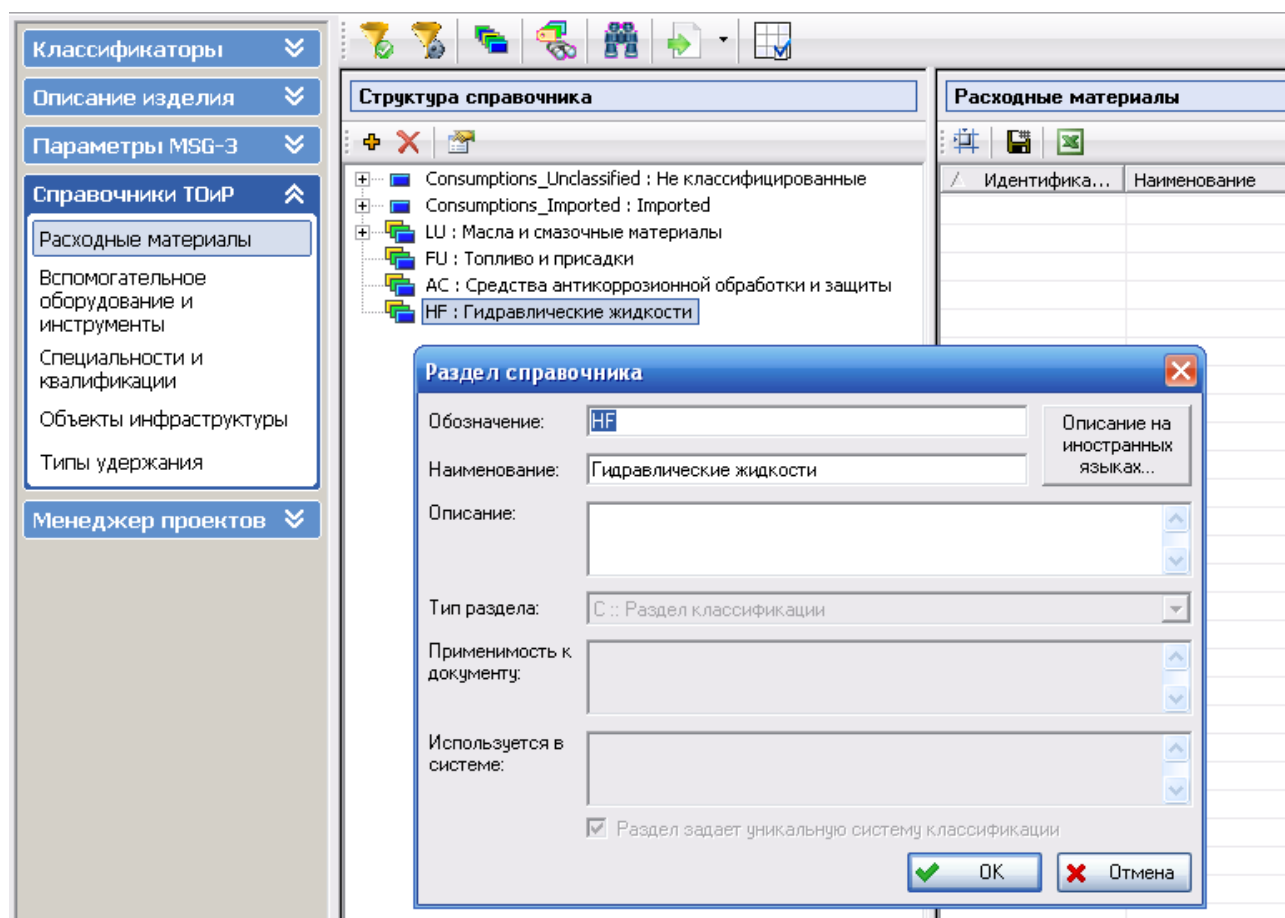 Классификаторы
Описание изделия
Параметры MSG-3
Справочники ТОиР
Расходные материалы
Вспомогательное
оборудование и
инструменты
Специальности и
квалификации
Объекты инфраструктуры
Типы удержания
Менеджер проектов
Структура справочника
Consumptions_Unclassified : Не классифицированные
Consumptions_Imported : Imported
LU : Масла и смазочные материалы
FU : Топливо и присадки
AC : Средства антикоррозионной обработки и защиты
HF : Гидравлические жидкости
Расходные материалы
Идентифика...
Наименование
Раздел справочника
Обозначение:
HF
Наименование:
Гидравлические жидкости
Описание на
иностранных
языках...
Описание:
Тип раздела:
C :: Раздел классификации
Применимость к
документу:
Используется в
системе:
Раздел задает уникальную систему классификации
OK
Отмена